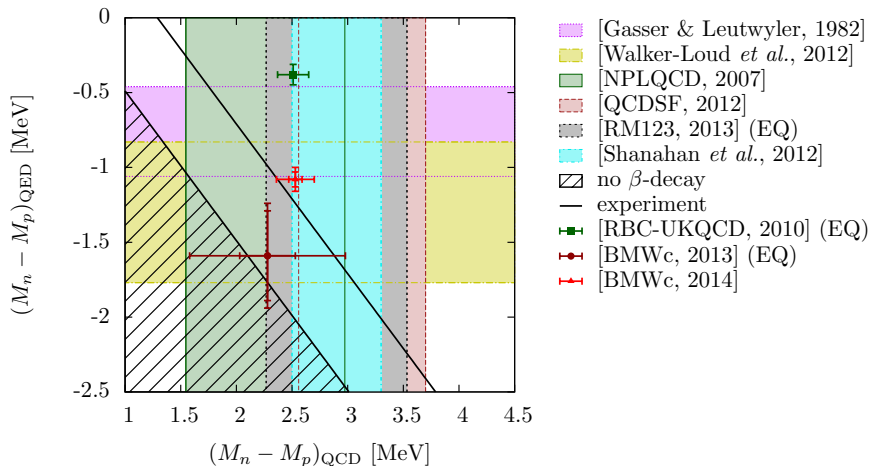 0
-0.5
-1
-1.5
-2
-2.5
1
1.5
2
2.5
3
3.5
4
4.5
(M_n − M_p)_QED [MeV]
(M_n − M_p)_QCD [MeV]
[Gasser & Leutwyler, 1982]
[Walker-Loud et al., 2012]
[NPLQCD, 2007]
[QCDSF, 2012]
[RM123, 2013] (EQ)
[Shanahan et al., 2012]
no β-decay
experiment
[RBC-UKQCD, 2010] (EQ)
[BMWc, 2013] (EQ)
[BMWc, 2014]